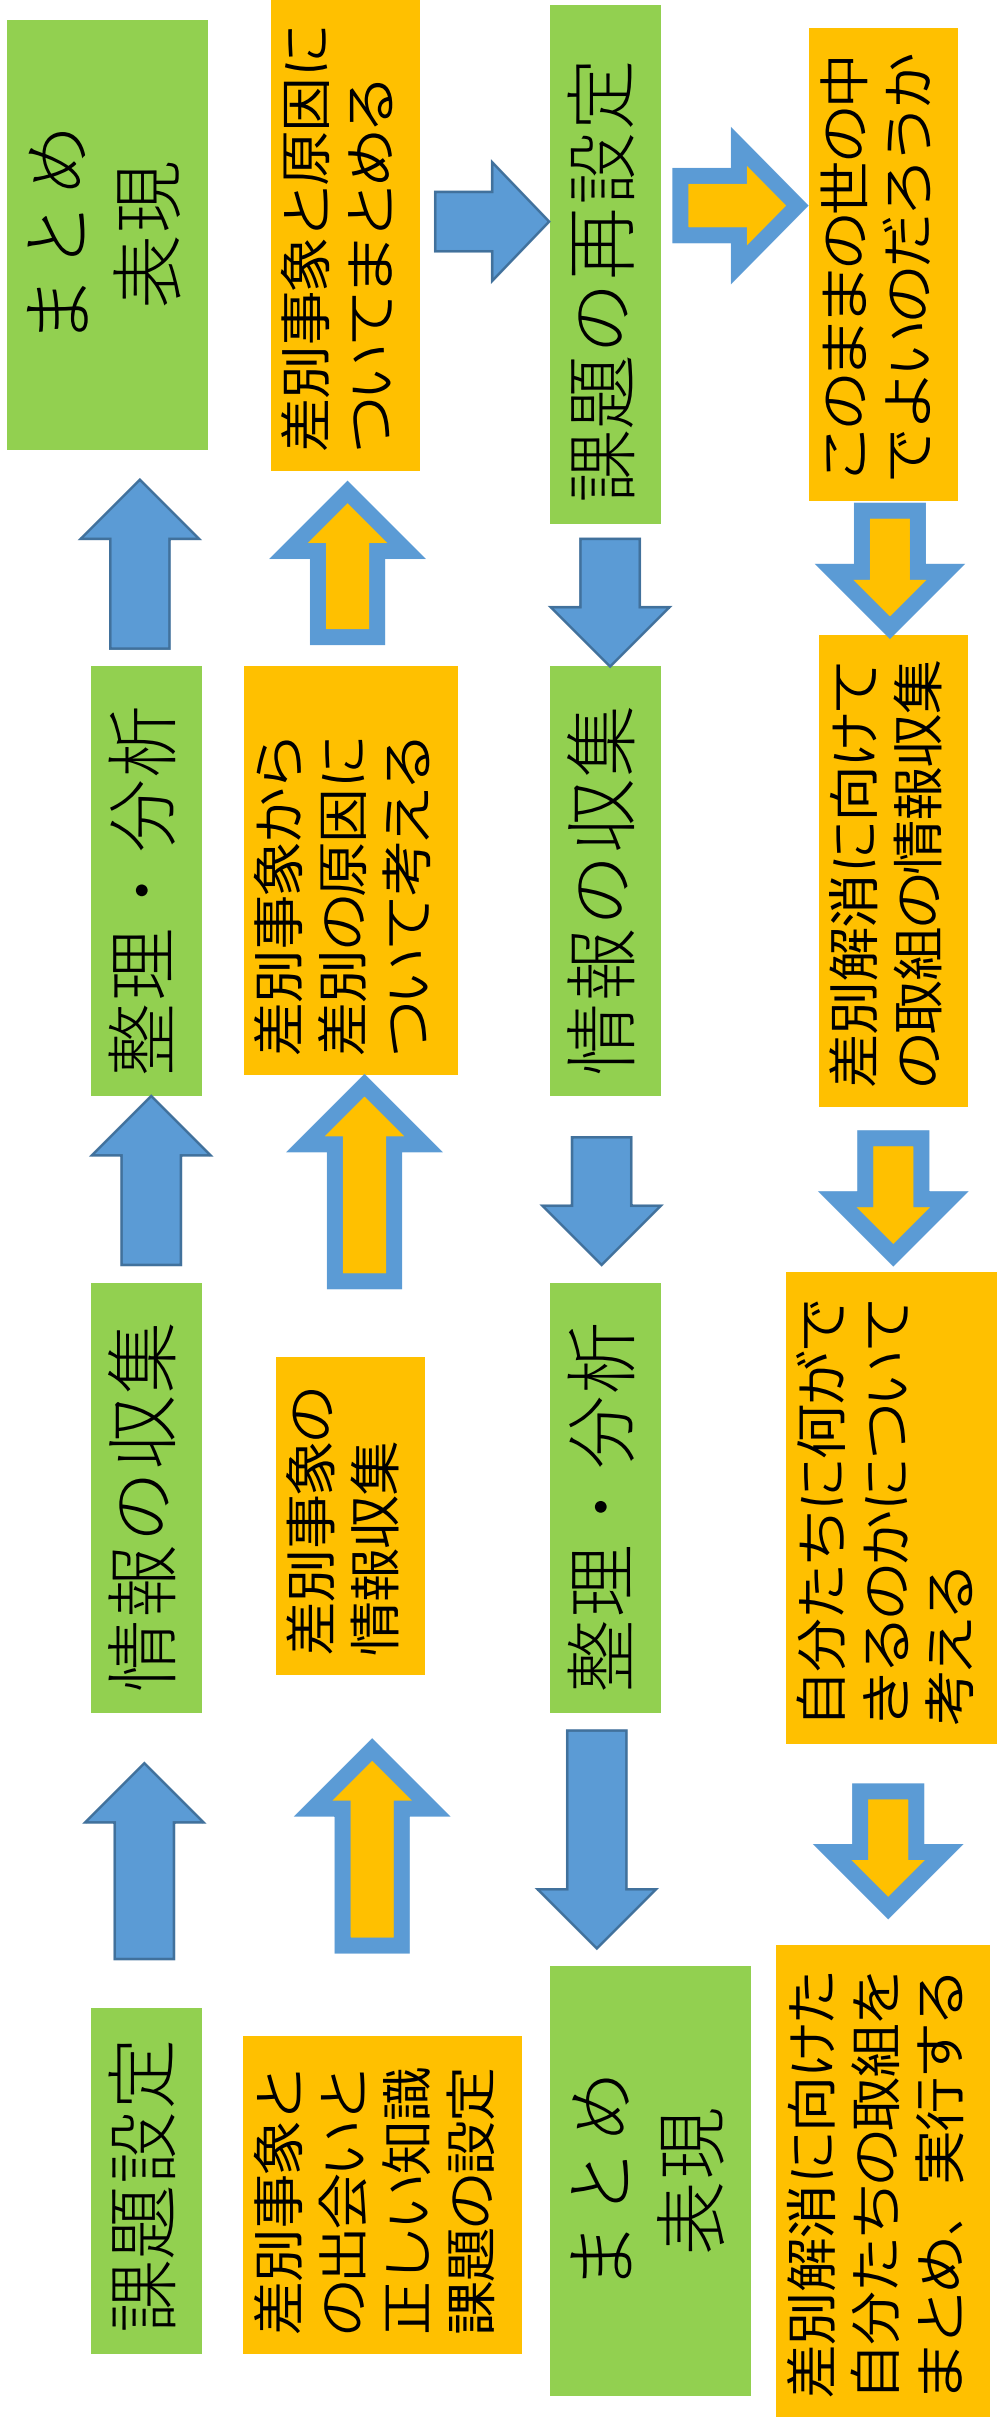 課題設定
情報の収集
整理・分析
まとめ
表現
差別事象と
の出会いと
正しい知識
課題の設定
差別事象の
情報収集
差別事象から
差別の原因に
ついて考える
差別事象と原因に
ついてまとめる
課題の再設定
情報の収集
整理・分析
まとめ
表現
このままの世の中
でよいのだろうか
差別解消に向けて
の取組の情報収集
自分たちに何がで
きるのかについて
考える
差別解消に向けた
自分たちの取組を
まとめ、実行する